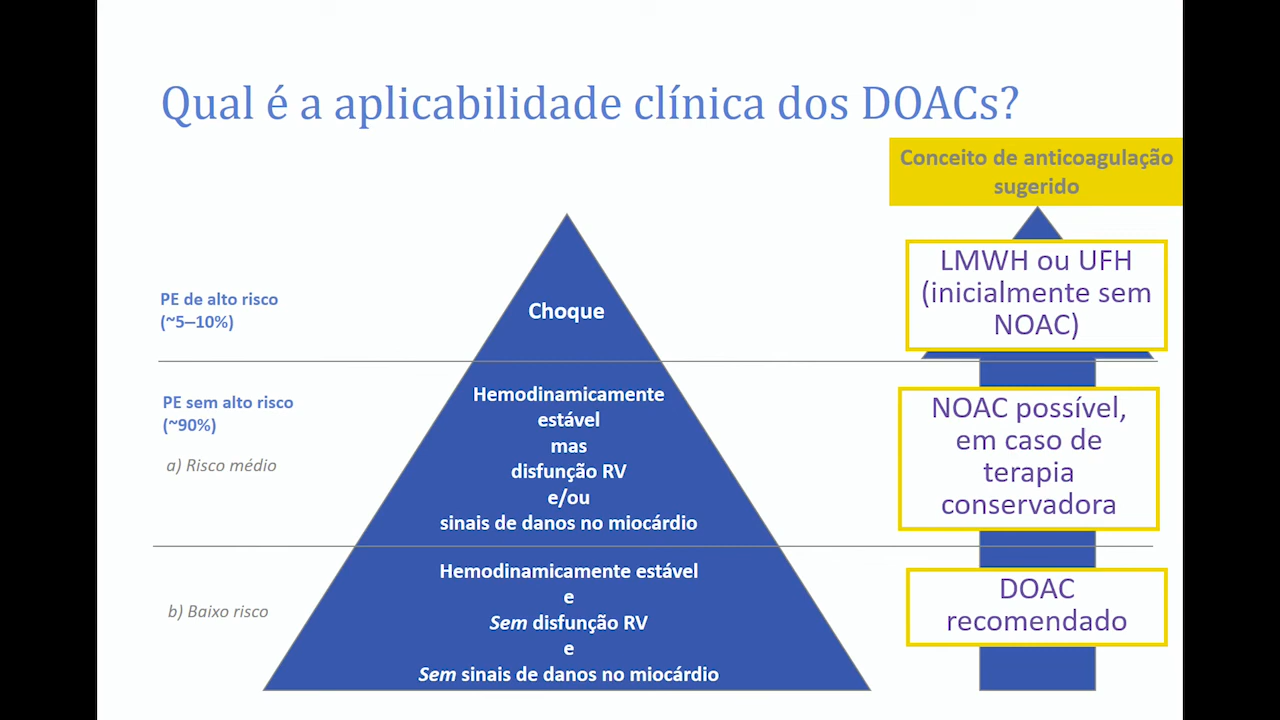 Qual é a aplicabilidade clínica dos DOACs?
Conceito de anticoagulação
sugerido
PE de alto risco
(~5–10%)
Choque
LMWH ou UFH
(inicialmente sem
NOAC)
PE sem alto risco
(~90%)
a) Risco médio
Hemodinamicamente
estável
mas
disfunção RV
e/ou
sinais de danos no miocárdio
NOAC possível,
em caso de
terapia
conservadora
b) Baixo risco
Hemodinamicamente estável
e
Sem disfunção RV
e
Sem sinais de danos no miocárdio
DOAC
recomendado